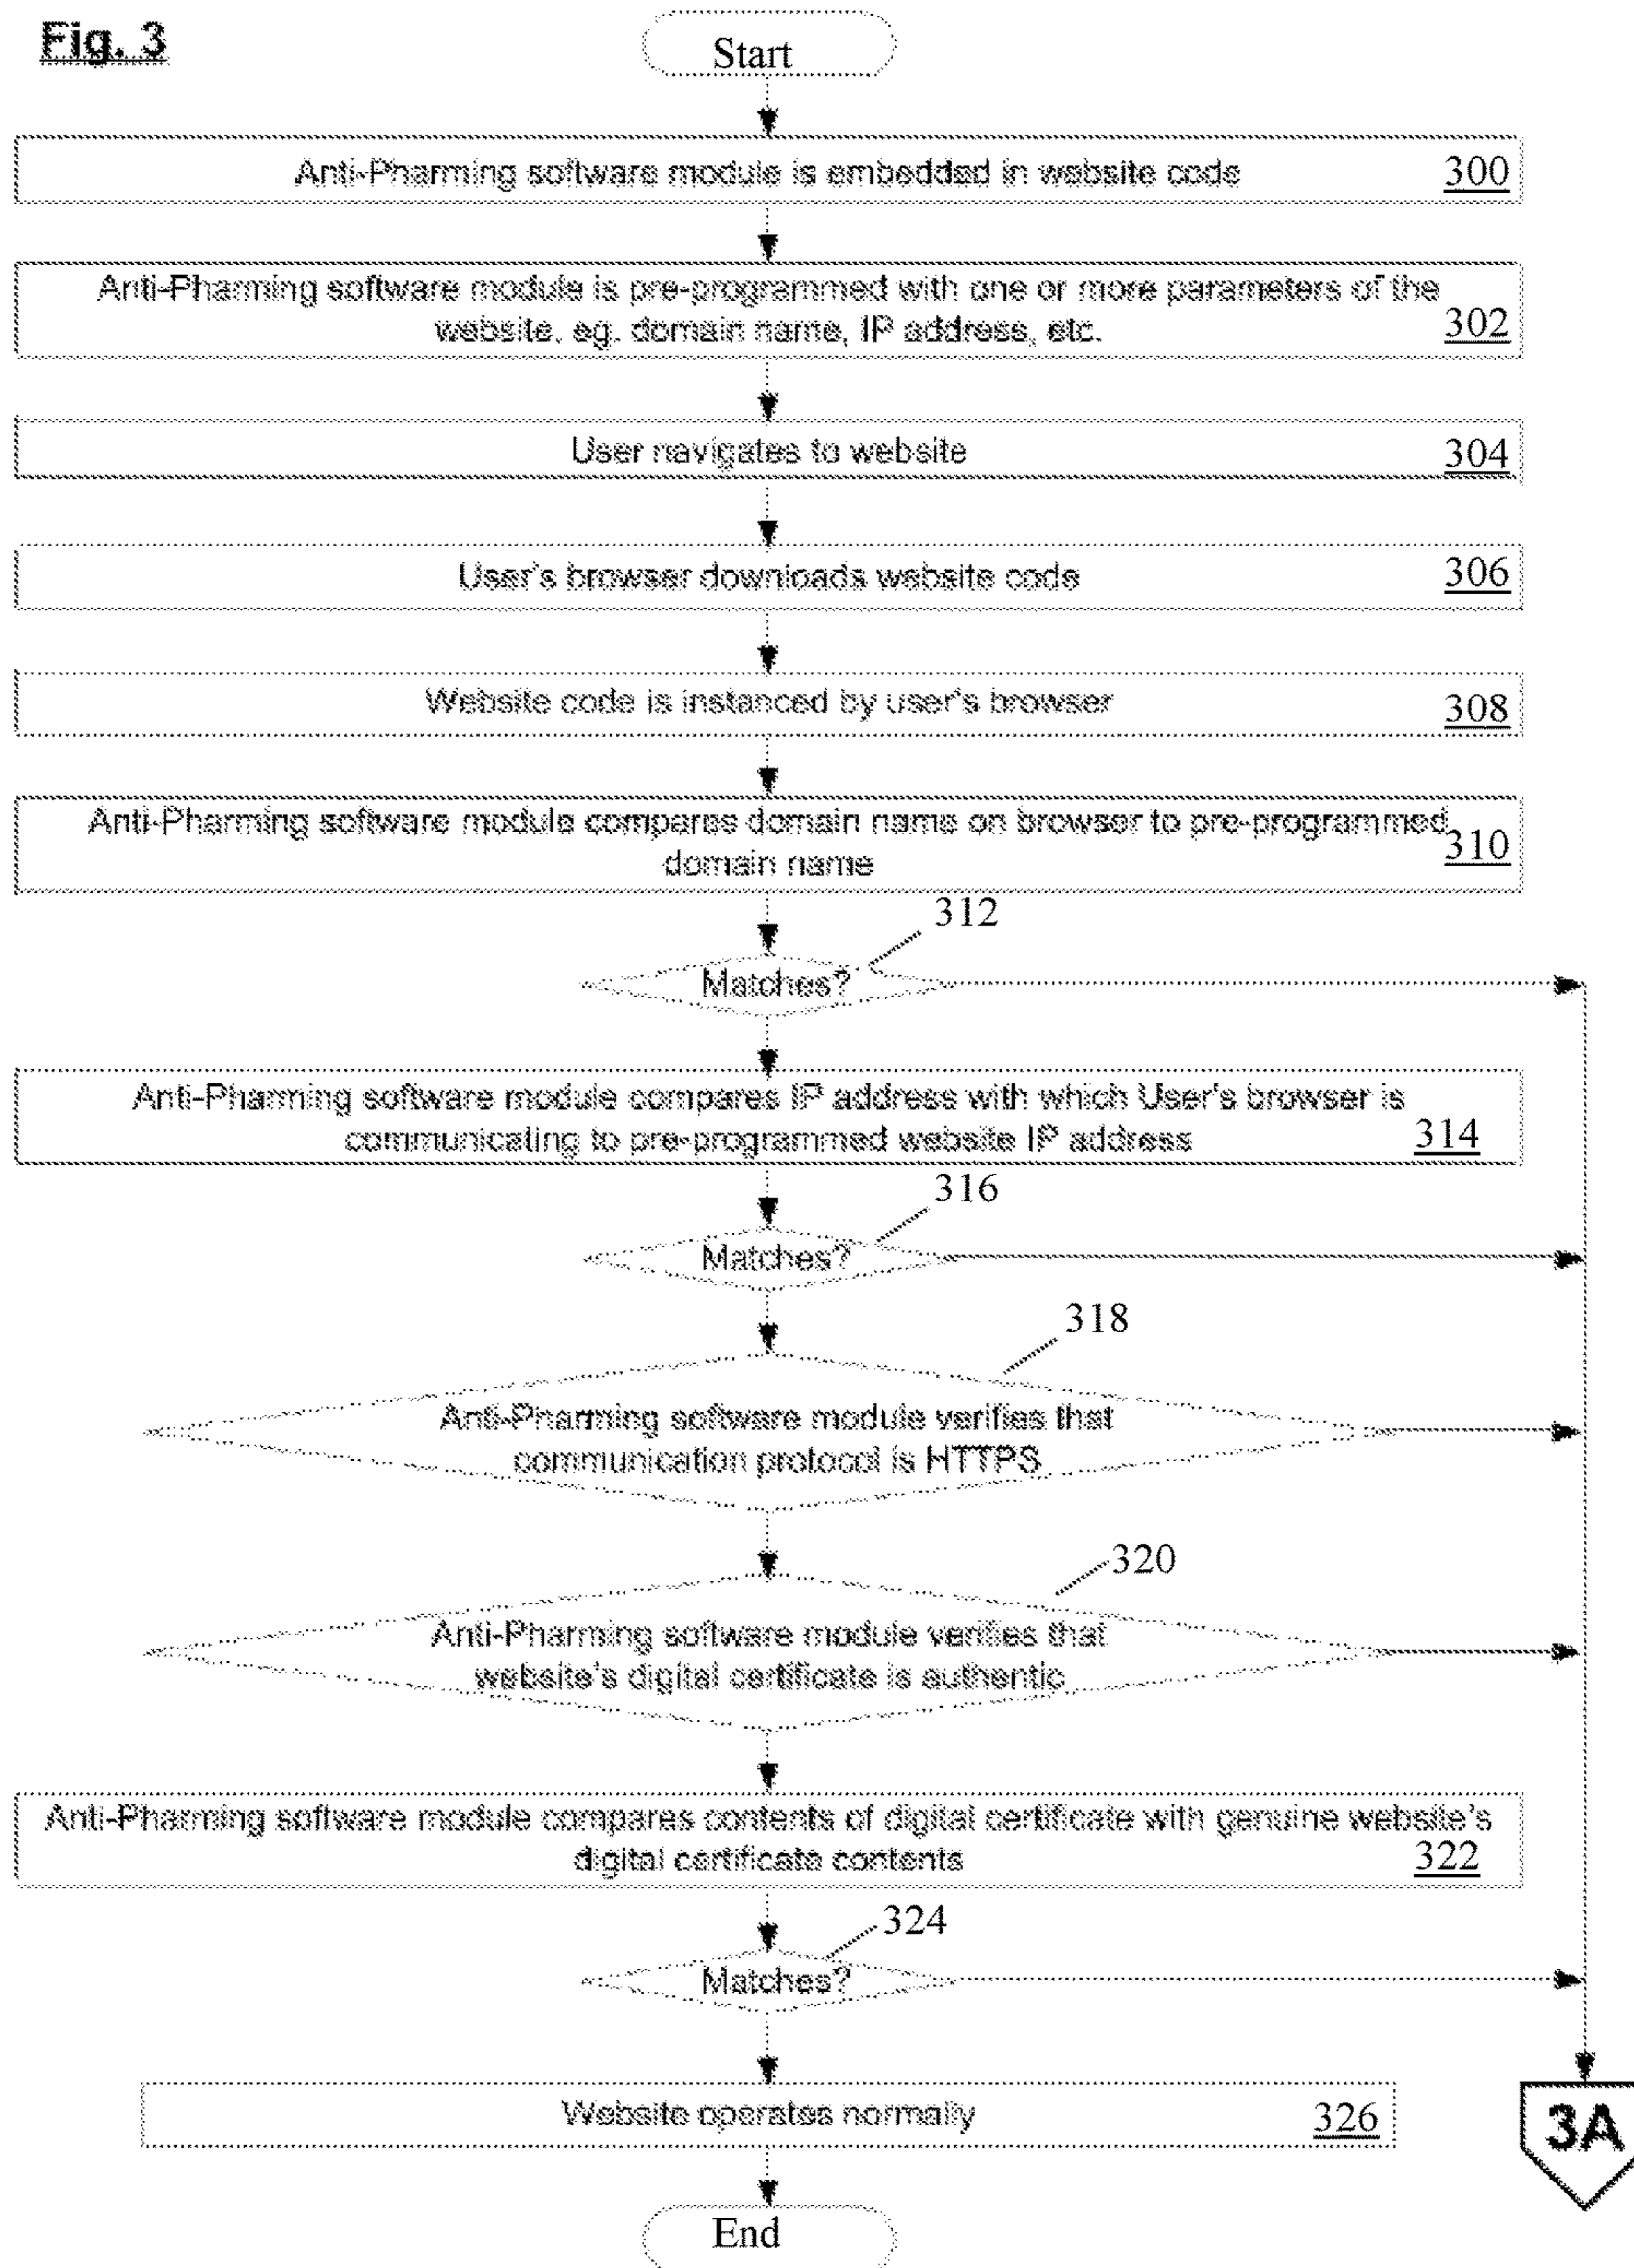 Fig. 3
Start
Anti-Pharming software module is embedded in website code 300
Anti-Pharming software module is pre-programmed with one or more parameters of the
website. eg. domain name, IP address, etc. 302
User navigates to website 304
User's browser downloads website code 306
Website code is instanced by user's browser 308
Anti-Pharming software module compares domain name on browser to pre-programmed
domain name 310
312
Matches?
Anti-Pharming software module compares IP address with which User's browser is
communicating to pre-programmed website IP address 314
316
Matches?
318
Anti-Pharming software module verifies that
communication protocol is HTTPS
320
Anti-Pharming software module verifies that
website's digital certificate is authentic
Anti-Pharming software module compares contents of digital certificate with genuine website's
digital certificate contents 322
324
Matches?
Website operates normally 326
3A
End